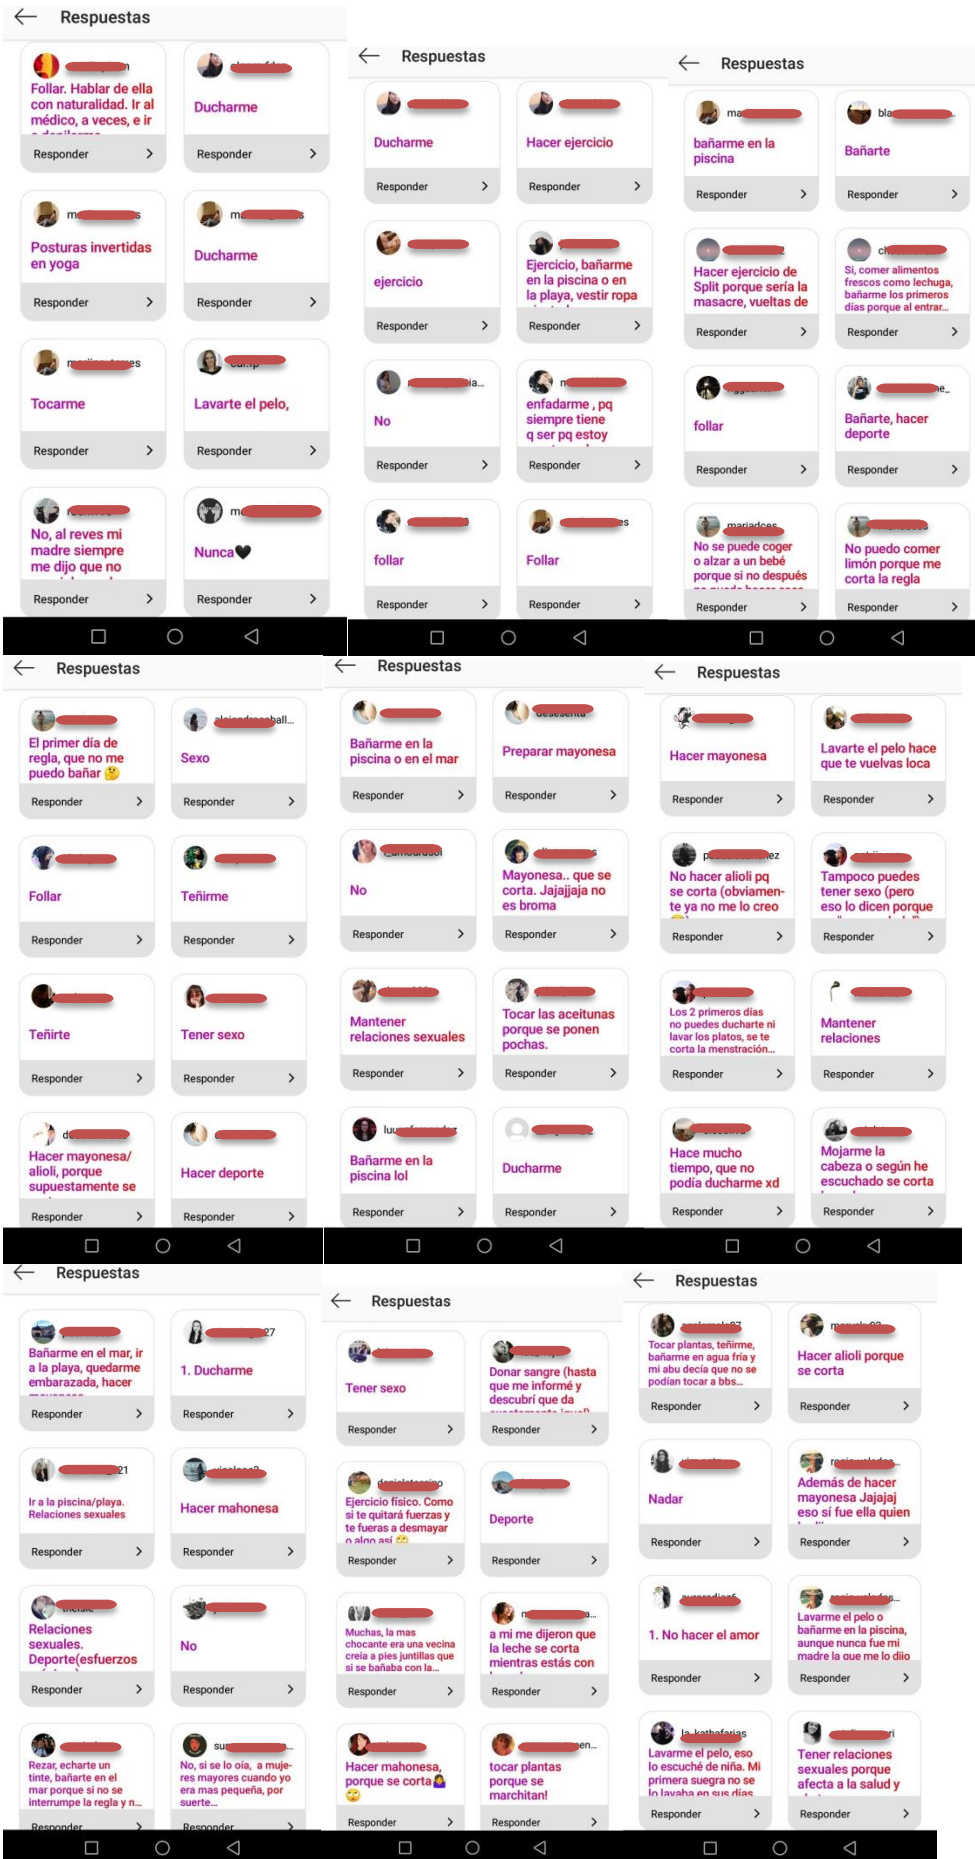 Respuestas
Follar. Hablar de ella
con naturalidad. Ir al
médico, a veces, e ir
Responder
Ducharme
Responder
Posturas invertidas
en yoga
Responder
Ducharme
Responder
Tocarme
Responder
Lavarte el pelo,
Responder
No, al reves mi
madre siempre
me dijo que no
Responder
Nunca🖤
Responder
Respuestas
Ducharme
Responder
Hacer ejercicio
Responder
ejercicio
Responder
Ejercicio, bañarme
en la piscina o en
la playa, vestir ropa
Responder
No
Responder
enfadarme , pq
siempre tiene
q ser pq estoy
Responder
follar
Responder
Follar
Responder
Respuestas
bañarme en la
piscina
Responder
Bañarte
Responder
Hacer ejercicio de
Split porque sería la
masacre, vueltas de
Responder
Si, comer alimentos
frescos como lechuga,
bañarme los primeros
días porque al entrar...
Responder
follar
Responder
Bañarte, hacer
deporte
Responder
mariadces
No se puede coger
o alzar a un bebé
porque si no después
Responder
No puedo comer
limón porque me
corta la regla
Responder
Respuestas
El primer día de
regla, que no me
puedo bañar 🤔
Responder
Sexo
Responder
Follar
Responder
Teñirme
Responder
Teñirte
Responder
Tener sexo
Responder
Hacer mayonesa/
alioli, porque
supuestamente se
Responder
Hacer deporte
Responder
Respuestas
Bañarme en la
piscina o en el mar
Responder
Preparar mayonesa
Responder
No
Responder
Mayonesa.. que se
corta. Jajajjaja no
es broma
Responder
Mantener
relaciones sexuales
Responder
Tocar las aceitunas
porque se ponen
pochas.
Responder
Bañarme en la
piscina lol
Responder
Ducharme
Responder
Respuestas
Hacer mayonesa
Responder
Lavarte el pelo hace
que te vuelvas loca
Responder
No hacer alioli pq
se corta (obviamen-
te ya no me lo creo
Responder
Tampoco puedes
tener sexo (pero
eso lo dicen porque
Responder
Los 2 primeros días
no puedes ducharte ni
lavar los platos, se te
corta la menstración...
Responder
Mantener
relaciones
Responder
Hace mucho
tiempo, que no
podía ducharme xd
Responder
Mojarme la
cabeza o según he
escuchado se corta
Responder
Respuestas
Bañarme en el mar, ir
a la playa, quedarme
embarazada, hacer
Responder
1. Ducharme
Responder
Ir a la piscina/playa.
Relaciones sexuales
Responder
Hacer mahonesa
Responder
Relaciones
sexuales.
Deporte(esfuerzos
Responder
No
Responder
Rezar, echarte un
tinte, bañarte en el
mar porque si no se
interrumpe la regla y n...
Responder
No, si se lo oía, a muje-
res mayores cuando yo
era mas pequeña, por
suerte...
Responder
Respuestas
Tener sexo
Responder
Donar sangre (hasta
que me informé y
descubrí que da
Responder
Ejercicio físico. Como
si te quitará fuerzas y
te fueras a desmayar
o algo así 🙄
Responder
Deporte
Responder
Muchas, la mas
chocante era una vecina
creía a pies juntillas que
si se bañaba con la...
Responder
a mi me dijeron que
la leche se corta
mientras estás con
Responder
Hacer mahonesa,
porque se corta🤷‍♀️
🙄
Responder
tocar plantas
porque se
marchitan!
Responder
Respuestas
Tocar plantas, teñirme,
bañarme en agua fría y
mi abu decía que no se
podían tocar a bbs...
Responder
Hacer alioli porque
se corta
Responder
Nadar
Responder
Además de hacer
mayonesa Jajajaj
eso sí fue ella quien
Responder
1. No hacer el amor
Responder
Lavarme el pelo o
bañarme en la piscina,
aunque nunca fue mi
madre la que me lo dijo
Responder
Lavarme el pelo, eso
lo escuché de niña. Mi
primera suegra no se
lo lavaba en sus días
Responder
Tener relaciones
sexuales porque
afecta a la salud y
Responder